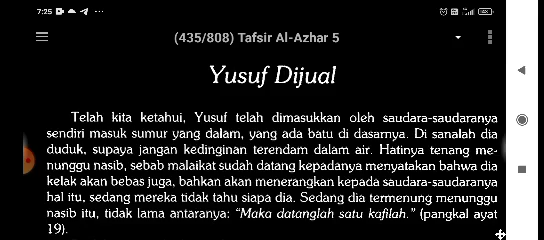 7:25
(435/808) Tafsir Al-Azhar 5
Yusuf Dijual
Telah kita ketahui, Yusuf telah dimasukkan oleh saudara-saudaranya
sendiri masuk sumur yang dalam, yang ada batu di dasarnya. Di sanalah dia
duduk, supaya jangan kedinginan terendam dalam air. Hatinya tenang me-
nunggu nasib, sebab malaikat sudah datang kepadanya menyatakan bahwa dia
kelak akan bebas juga, bahkan akan menerangkan kepada saudara-saudaranya
hal itu, sedang mereka tidak tahu siapa dia. Sedang dia termenung menunggu
nasib itu, tidak lama antaranya: “Maka datanglah satu kafilah.” (pangkal ayat
19).